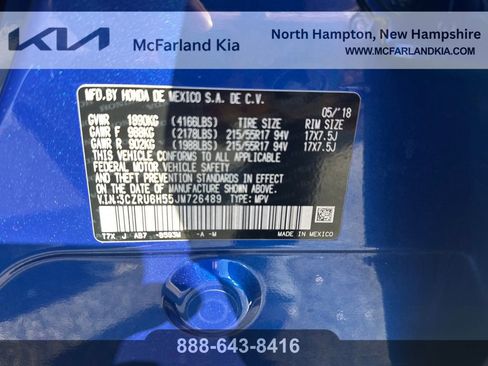 KIA
McFarland Kia
North Hampton, New Hampshire
WWW.MCFARLANDKIA.COM
MFD.BY HONDA DE MEXICO S.A. DE C.V.
05/'18
GVWR 1890KG (4166LBS) TIRE SIZE RIM SIZE
GAWR F 988KG (2178LBS) 215/55R17 94V 17X7.5J
GAWR R 902KG (1988LBS) 215/55R17 94V 17X7.5J
THIS VEHICLE CONFORMS TO ALL APPLICABLE
FEDERAL MOTOR VEHICLE SAFETY AND THEFT
PREVENTION STANDARDS IN EFFECT ON THE
DATE OF MANUFACTURE SHOWN ABOVE.
V.I.N:3CZRU6H55JM726489 TYPE: MPV
T7X J AB7 -A -M
MADE IN MEXICO
888-643-8416